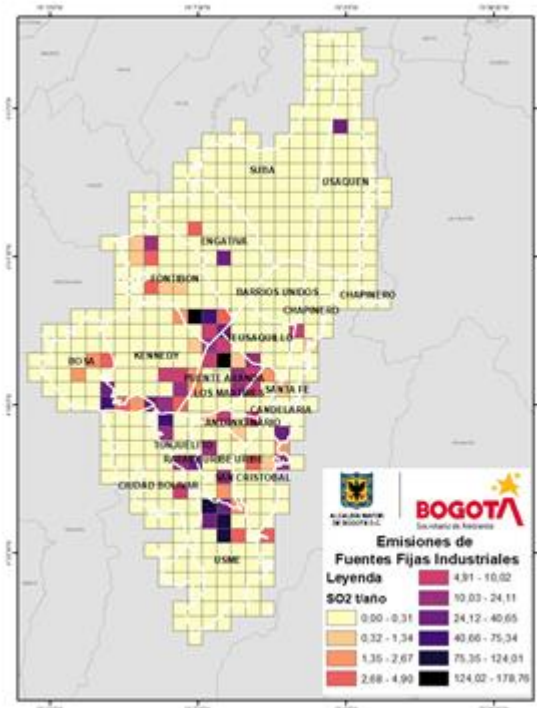 SUBA
USAQUEN
ENGATIVA
FONTIBON
BARRIOS UNIDOS
CHAPINERO
CHAPINERO
TEUSAQUILLO
BOSA
KENNEDY
PUENTE ARANDA
LOS MARTIRES
SANTA FE
CANDELARIA
ANTONIO NARIÑO
TUNJUELITO
RAFAEL URIBE URIBE
SAN CRISTOBAL
CIUDAD BOLIVAR
USME
ALCALDIA MAYOR
DE BOGOTA D.C.
BOGOTA
Secretaría de Ambiente
Emisiones de
Fuentes Fijas Industriales
Leyenda
SO2 t/año
0,00 - 0,31
0,32 - 1,34
1,35 - 2,67
2,68 - 4,90
4,91 - 10,02
10,03 - 24,11
24,12 - 40,65
40,66 - 75,34
75,35 - 124,01
124,02 - 178,76